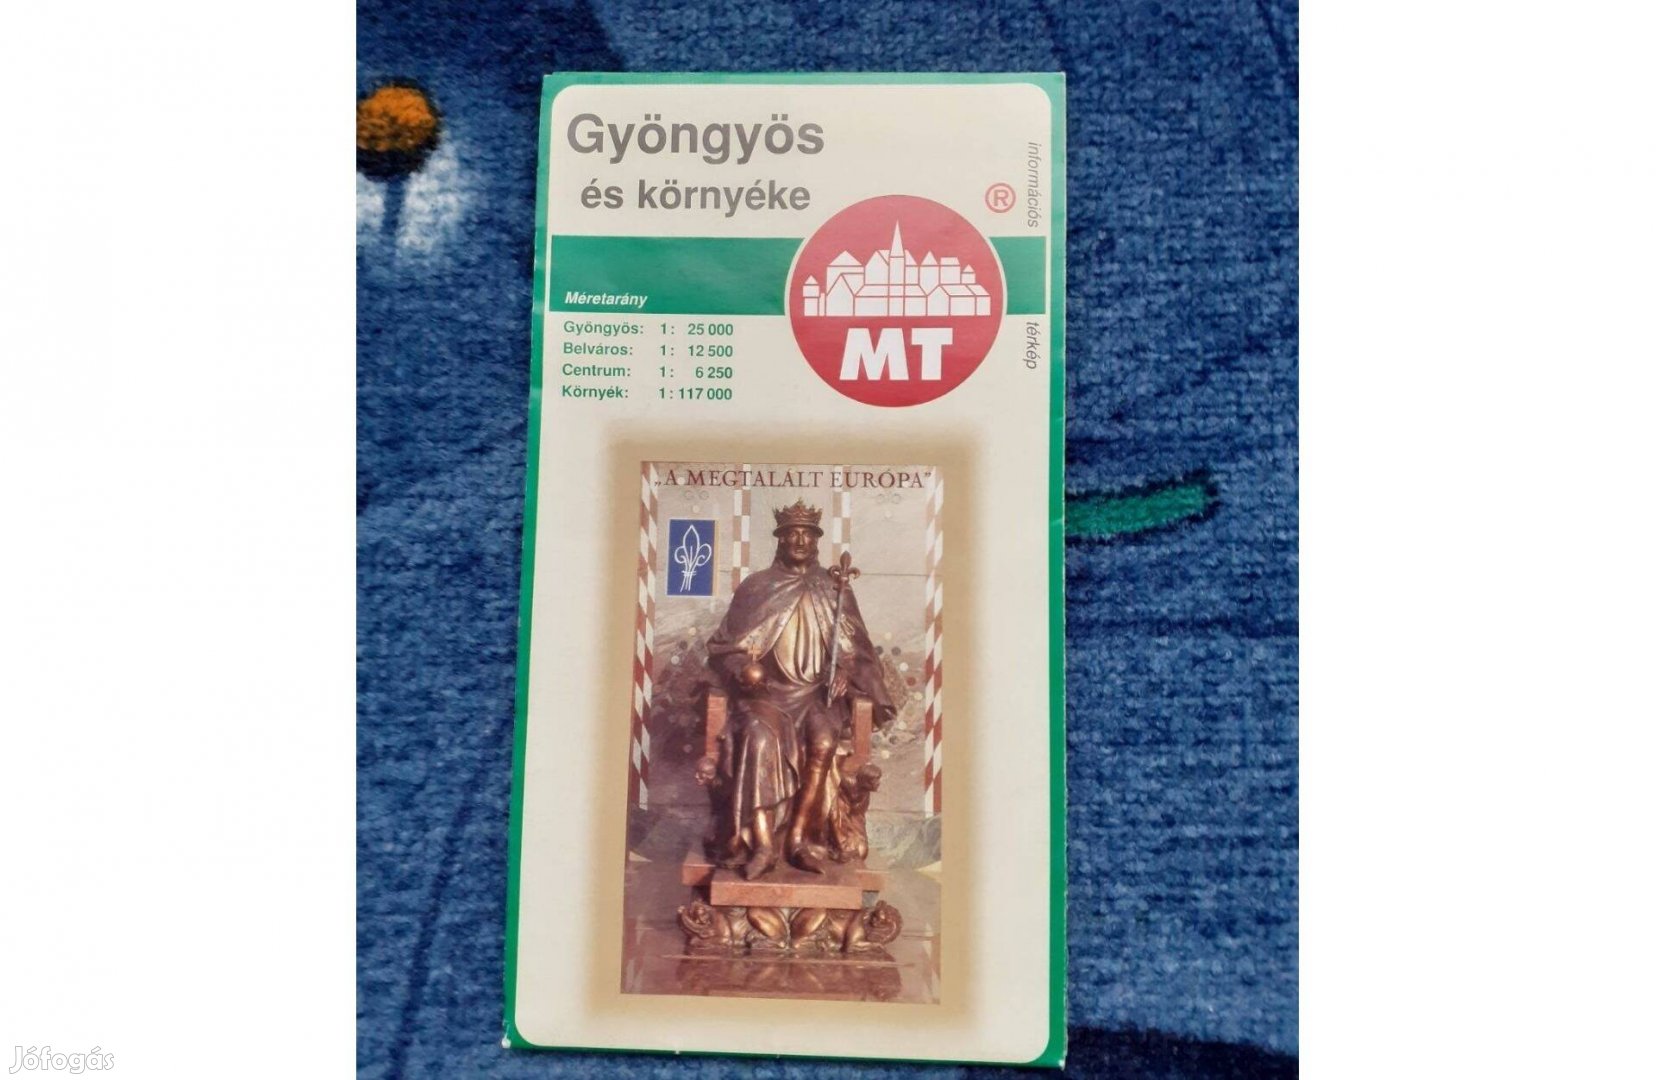 Gyöngyös
és környéke
információs
térkép
®
MT
Méretarány
Gyöngyös: 1: 25 000
Belváros: 1: 12 500
Centrum: 1: 6 250
Környék: 1: 117 000
„A MEGTALÁLT EURÓPA”
Jófogás